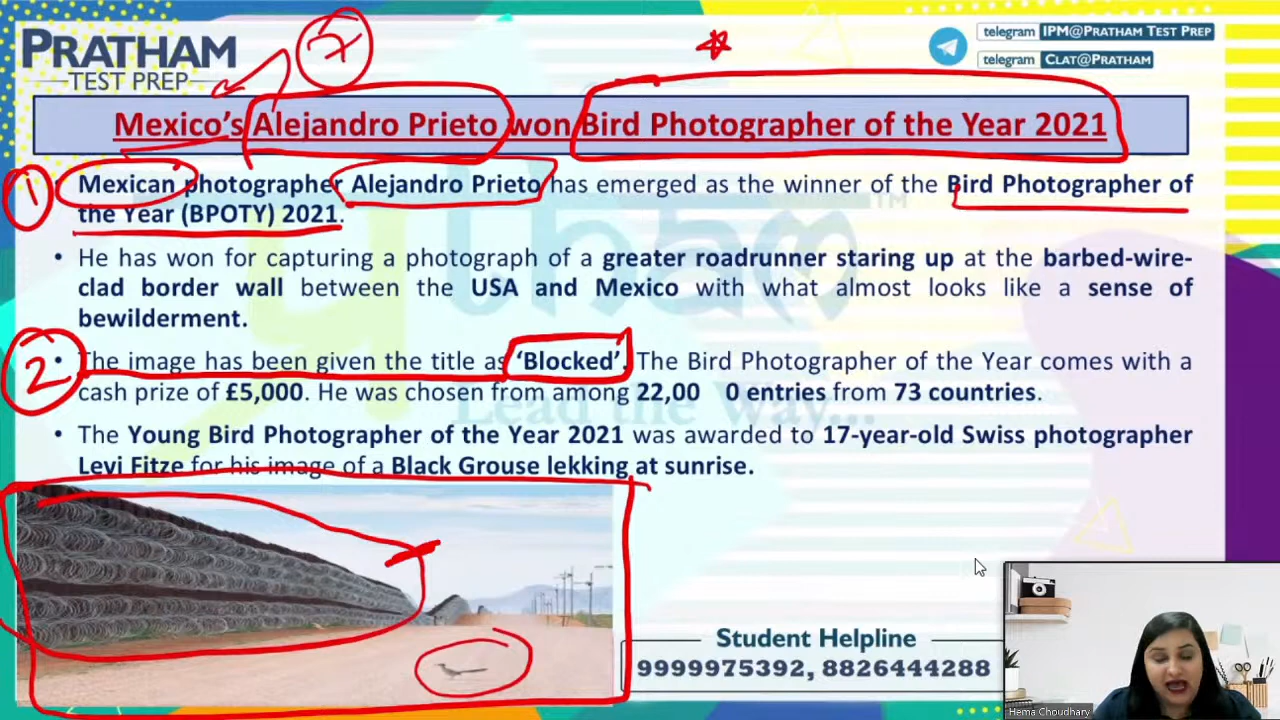 PRATHAM
TEST PREP
7
telegram IPM@PRATHAM TEST PREP
telegram CLAT@PRATHAM
Mexico's Alejandro Prieto won Bird Photographer of the Year 2021
1
Mexican photographer Alejandro Prieto has emerged as the winner of the Bird Photographer of
the Year (BPOTY) 2021.
• He has won for capturing a photograph of a greater roadrunner staring up at the barbed-wire-
clad border wall between the USA and Mexico with what almost looks like a sense of
bewilderment.
2
• The image has been given the title as 'Blocked'. The Bird Photographer of the Year comes with a
cash prize of £5,000. He was chosen from among 22,00 0 entries from 73 countries.
• The Young Bird Photographer of the Year 2021 was awarded to 17-year-old Swiss photographer
Levi Fitze for his image of a Black Grouse lekking at sunrise.
Lead the Way...
TM
Student Helpline
9999975392, 8826444288
Hema Choudhary